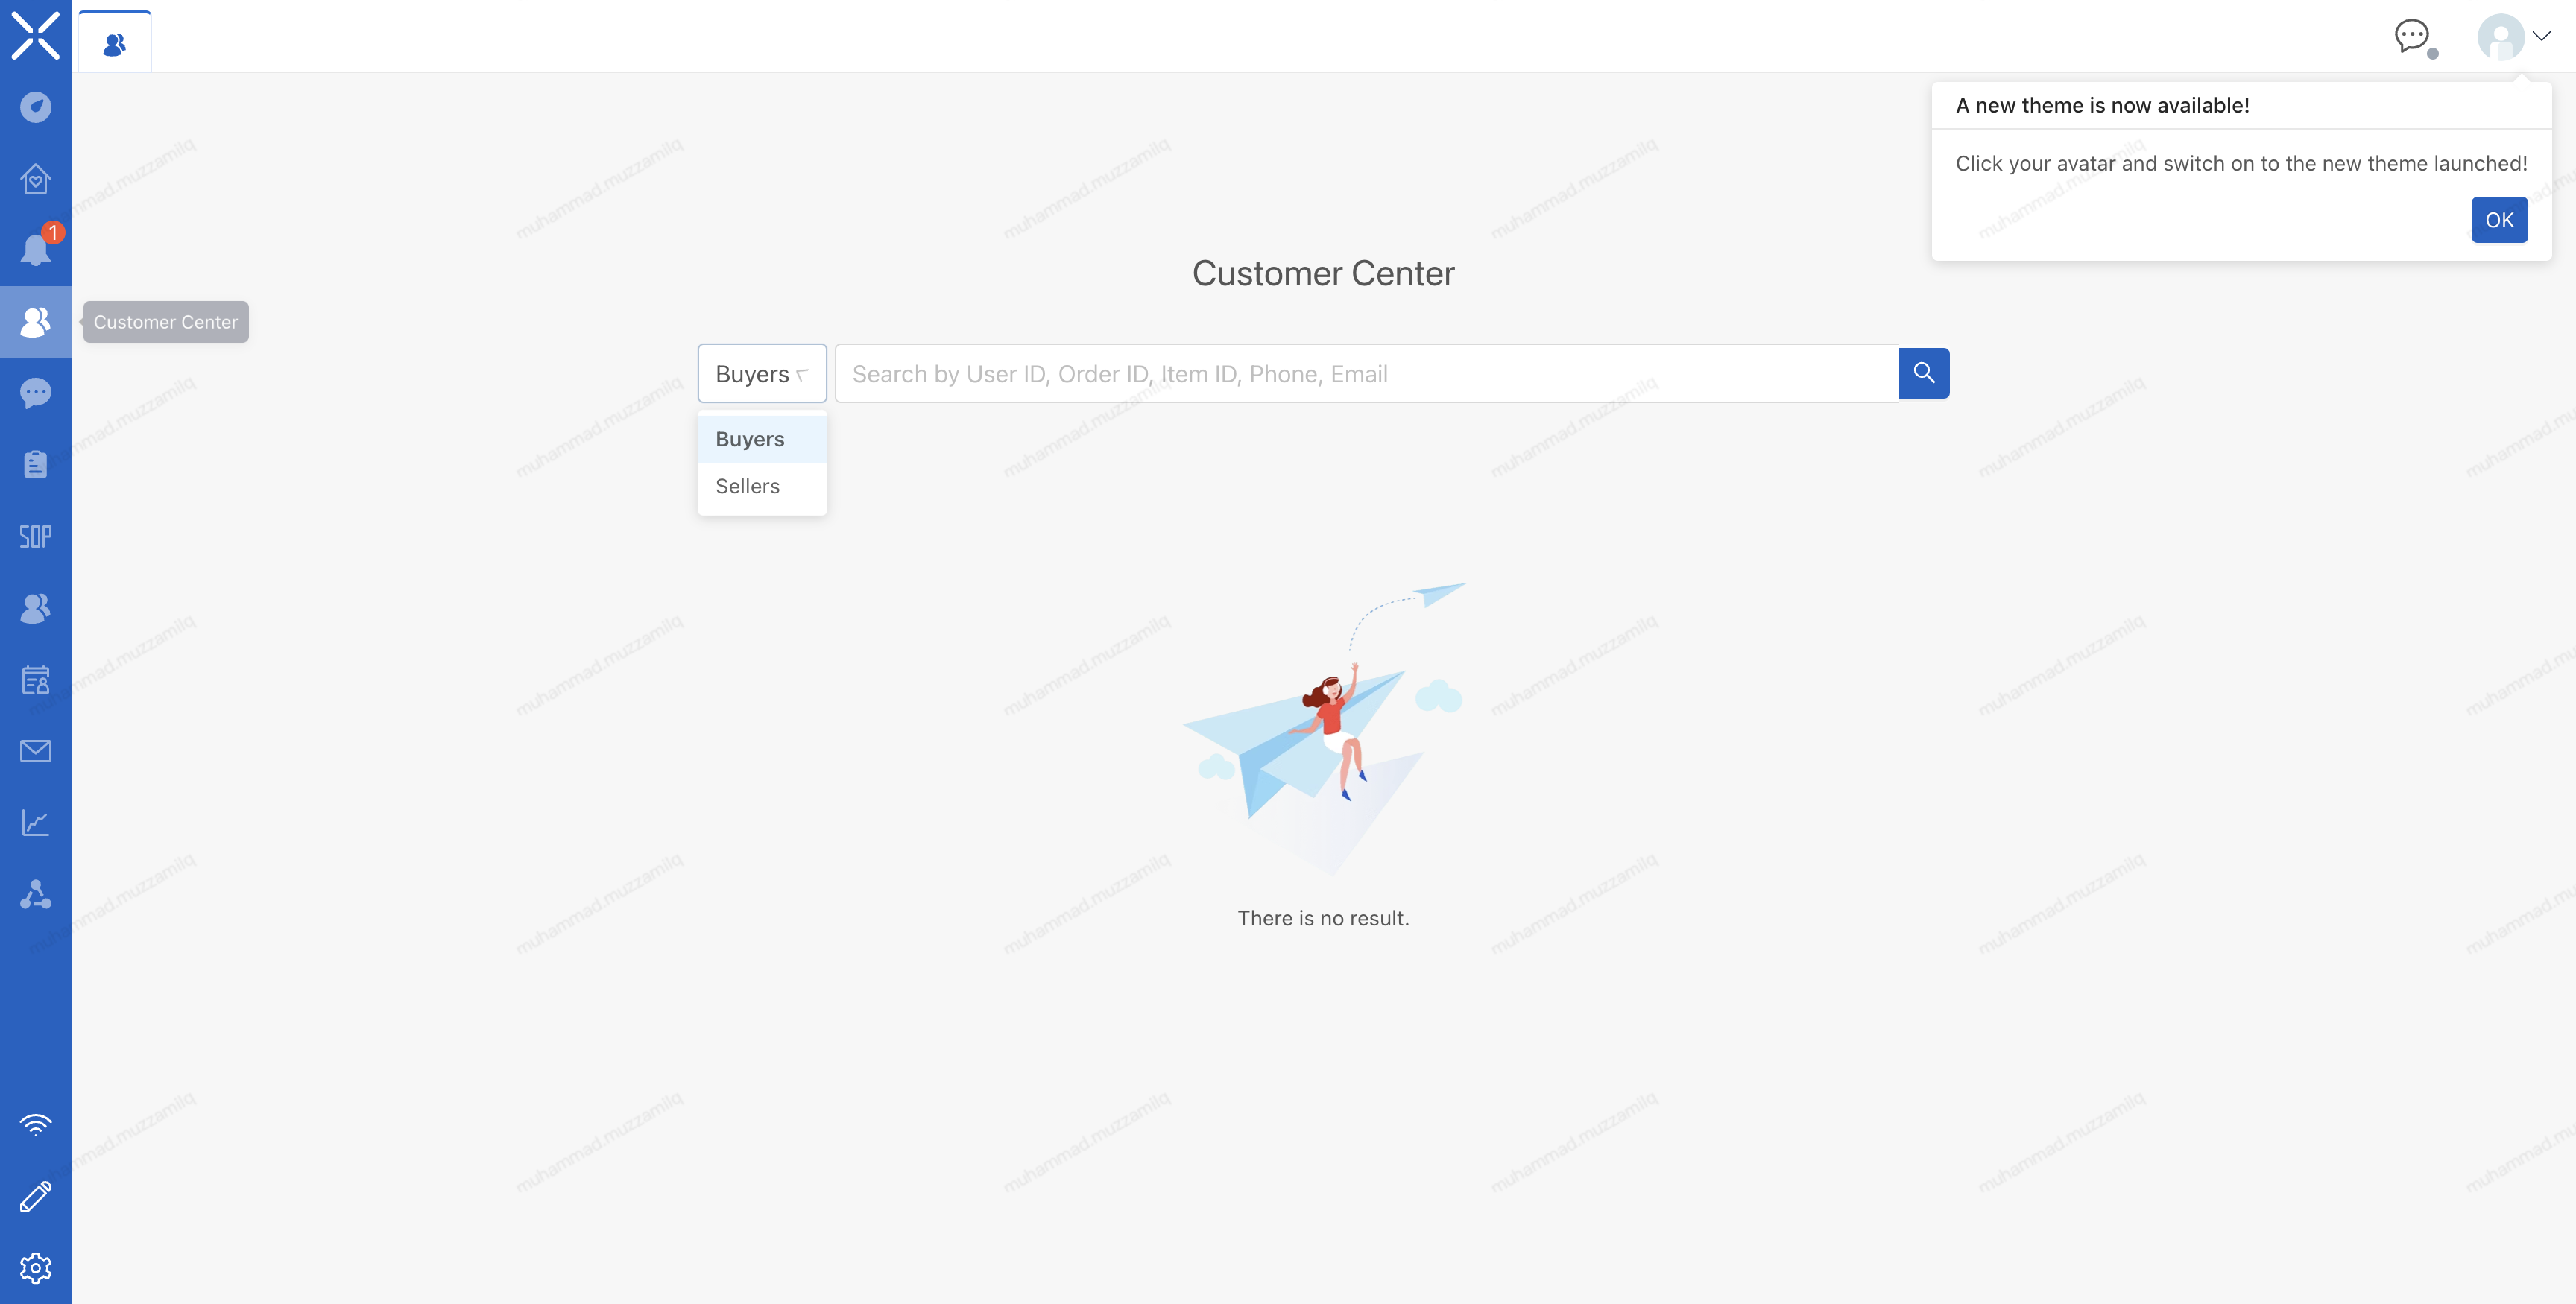 A new theme is now available!
Click your avatar and switch on to the new theme launched!
OK
1
Customer Center
Customer Center
Buyers
Search by User ID, Order ID, Item ID, Phone, Email
Buyers
Sellers
SOP
There is no result.
muhammad.muzzamilq